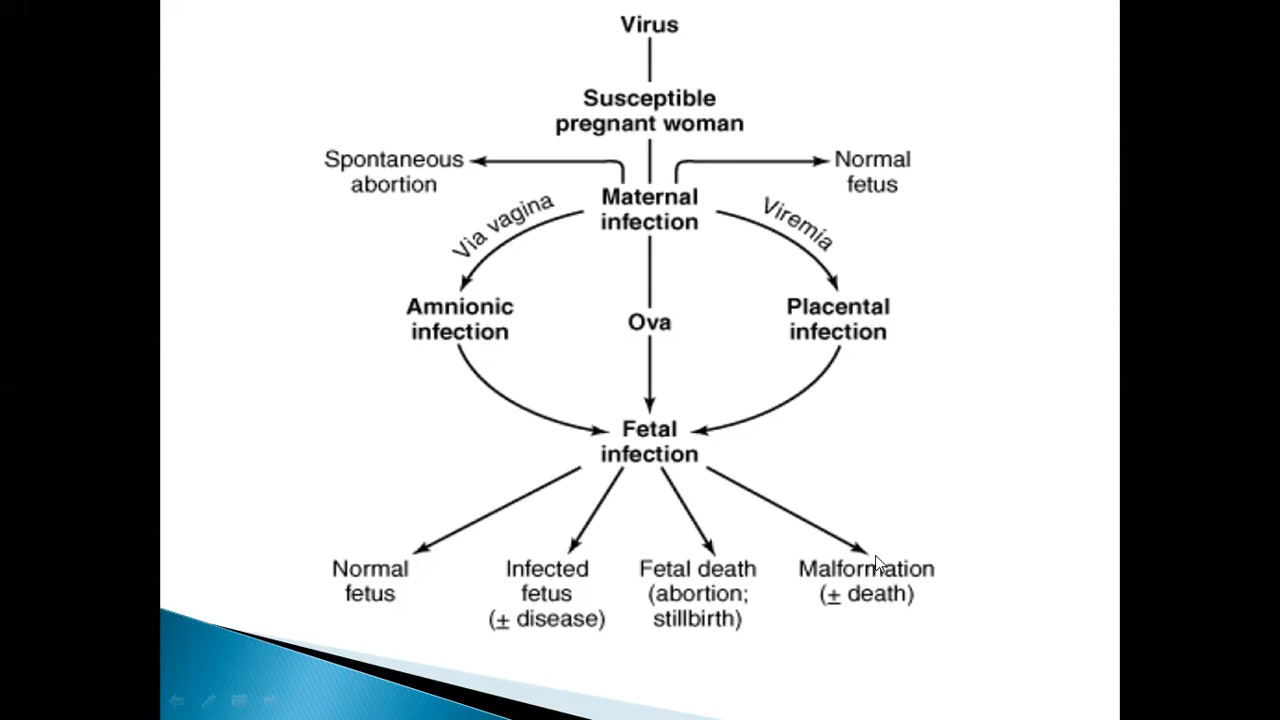 Virus
Susceptible
pregnant woman
Spontaneous
abortion
Normal
fetus
Maternal
infection
Via vagina
Viremia
Amnionic
infection
Ova
Placental
infection
Fetal
infection
Normal
fetus
Infected
fetus
(± disease)
Fetal death
(abortion;
stillbirth)
Malformation
(± death)